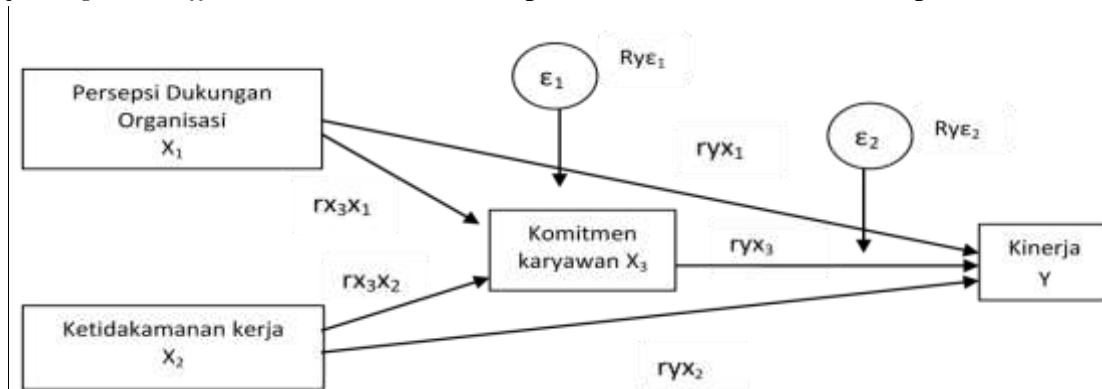 Persepsi Dukungan
Organisasi
X₁
ε₁
Ryε₁
ε₂
Ryε₂
ryx₁
rx₃x₁
Komitmen
karyawan X₃
ryx₃
Kinerja
Y
rx₃x₂
Ketidakamanan kerja
X₂
ryx₂